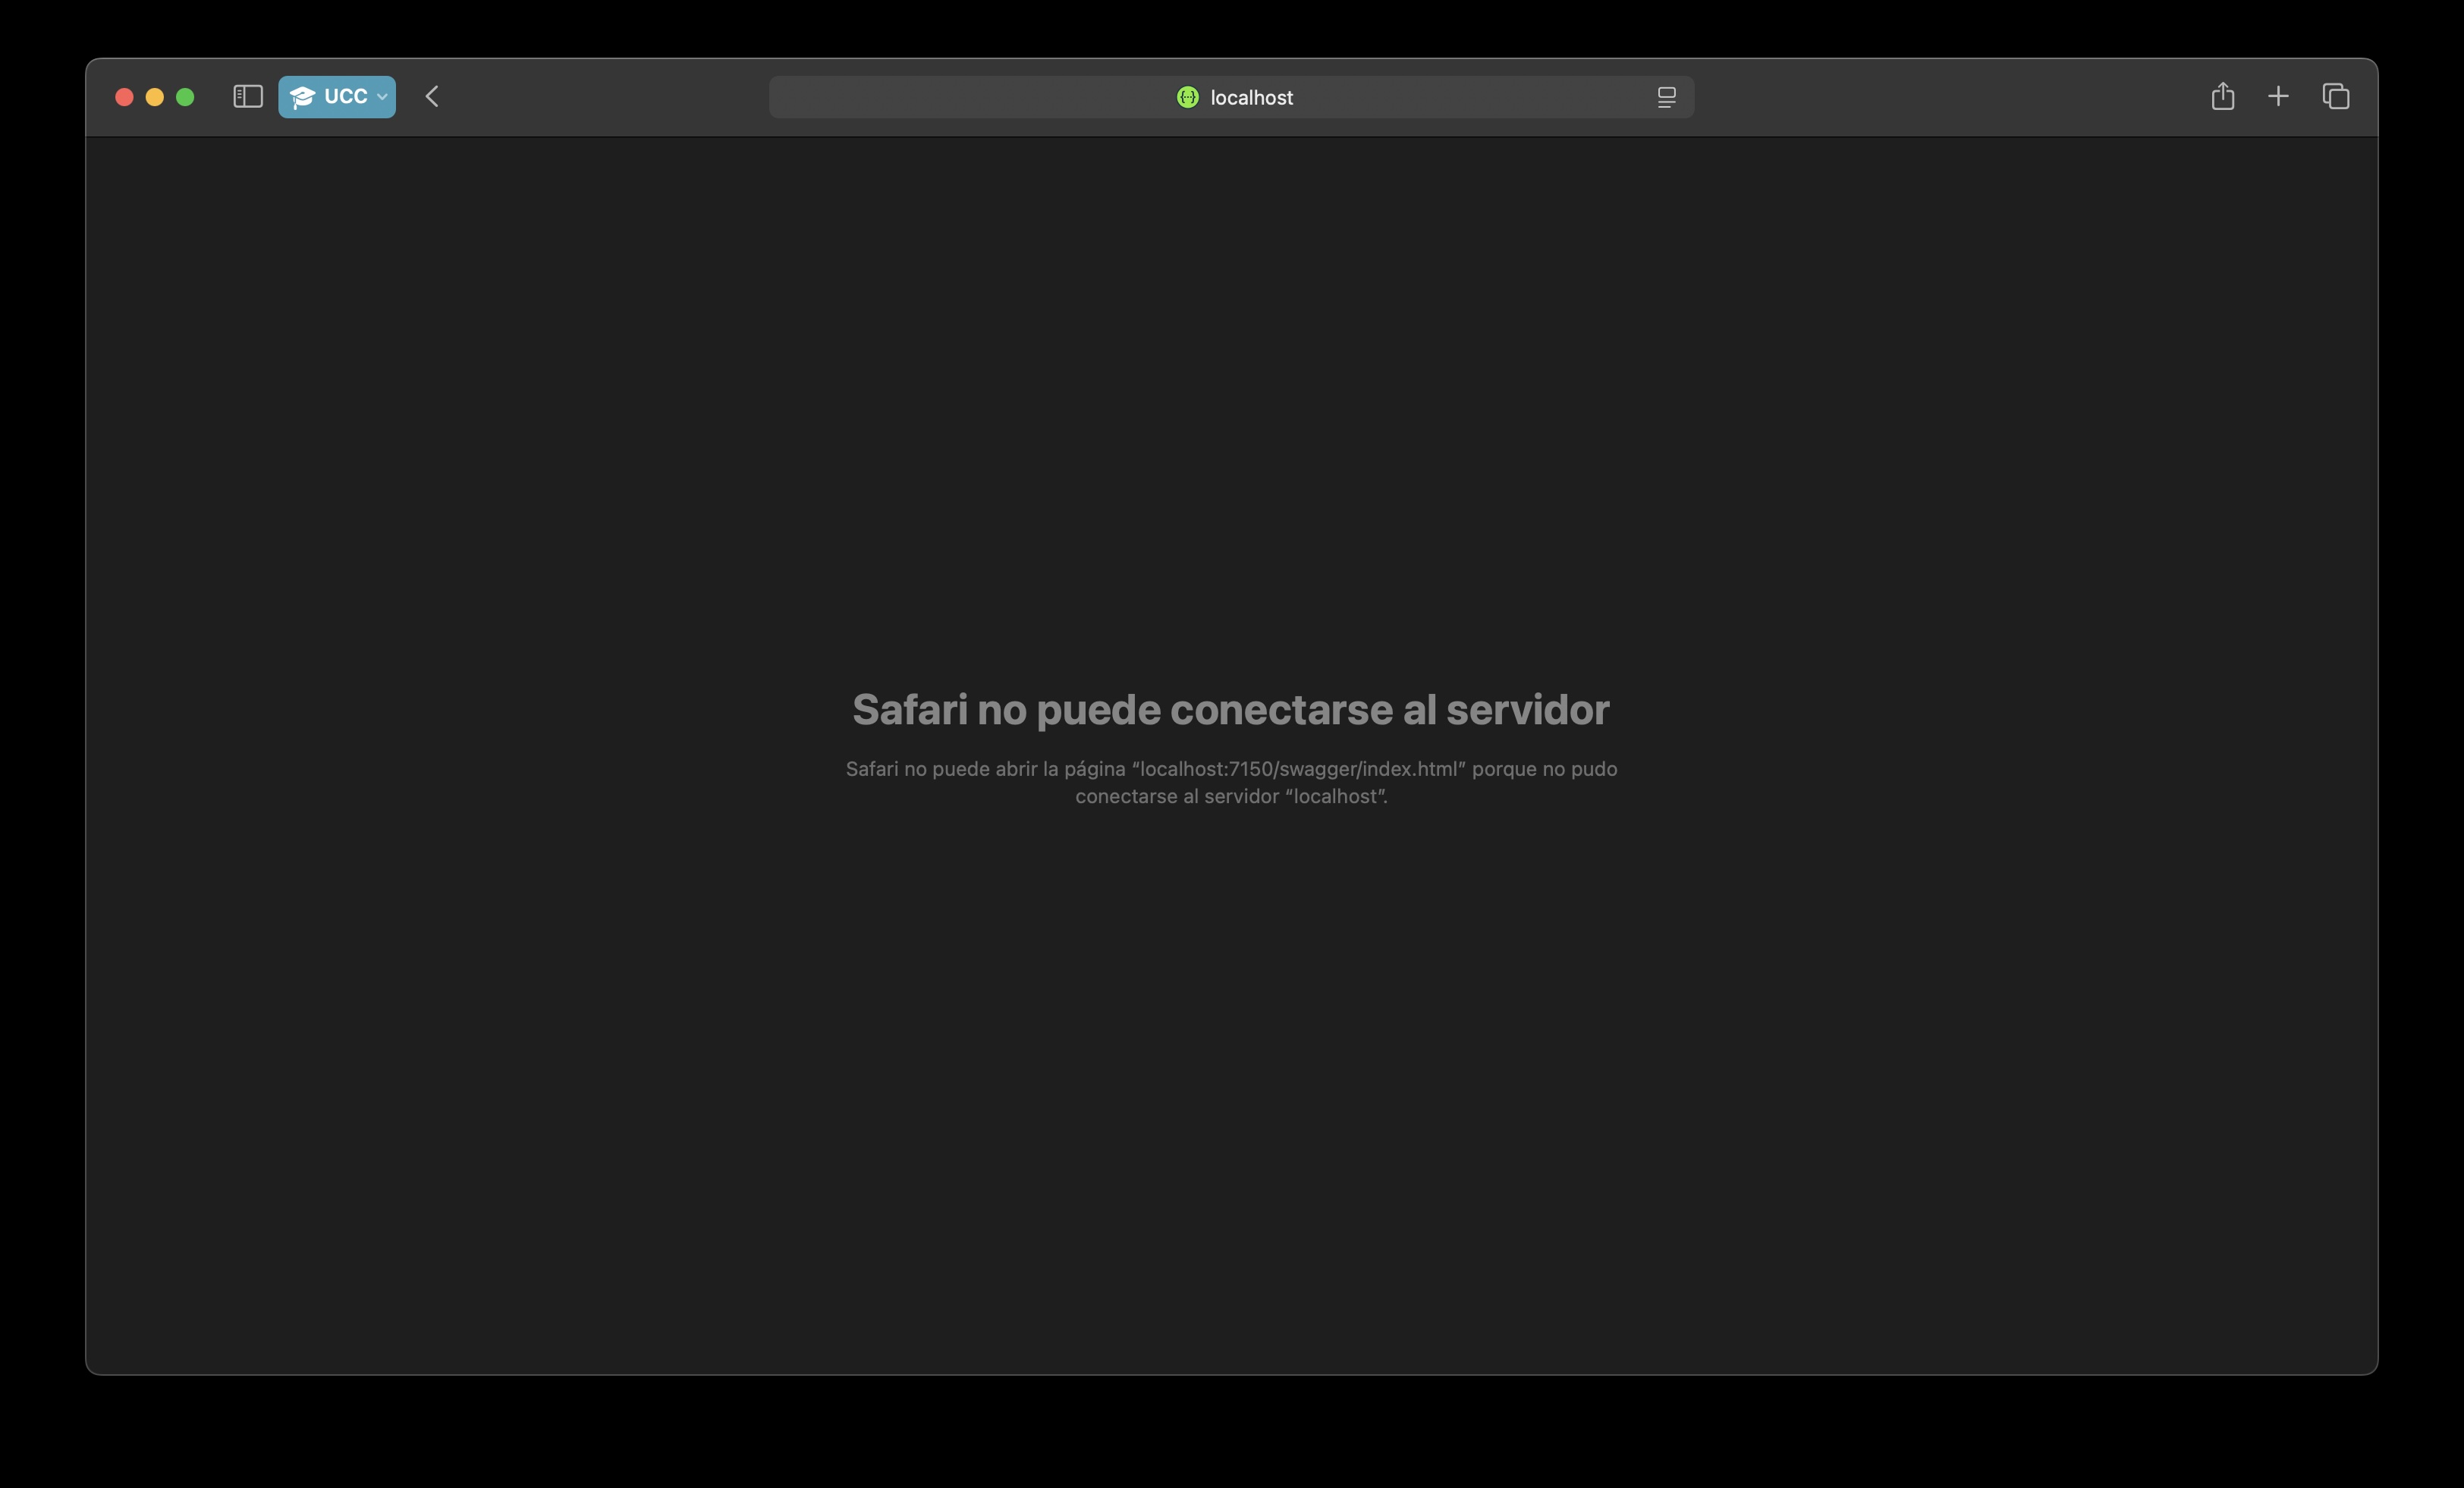 UCC
localhost
Safari no puede conectarse al servidor
Safari no puede abrir la página “localhost:7150/swagger/index.html” porque no pudo
conectarse al servidor “localhost”.